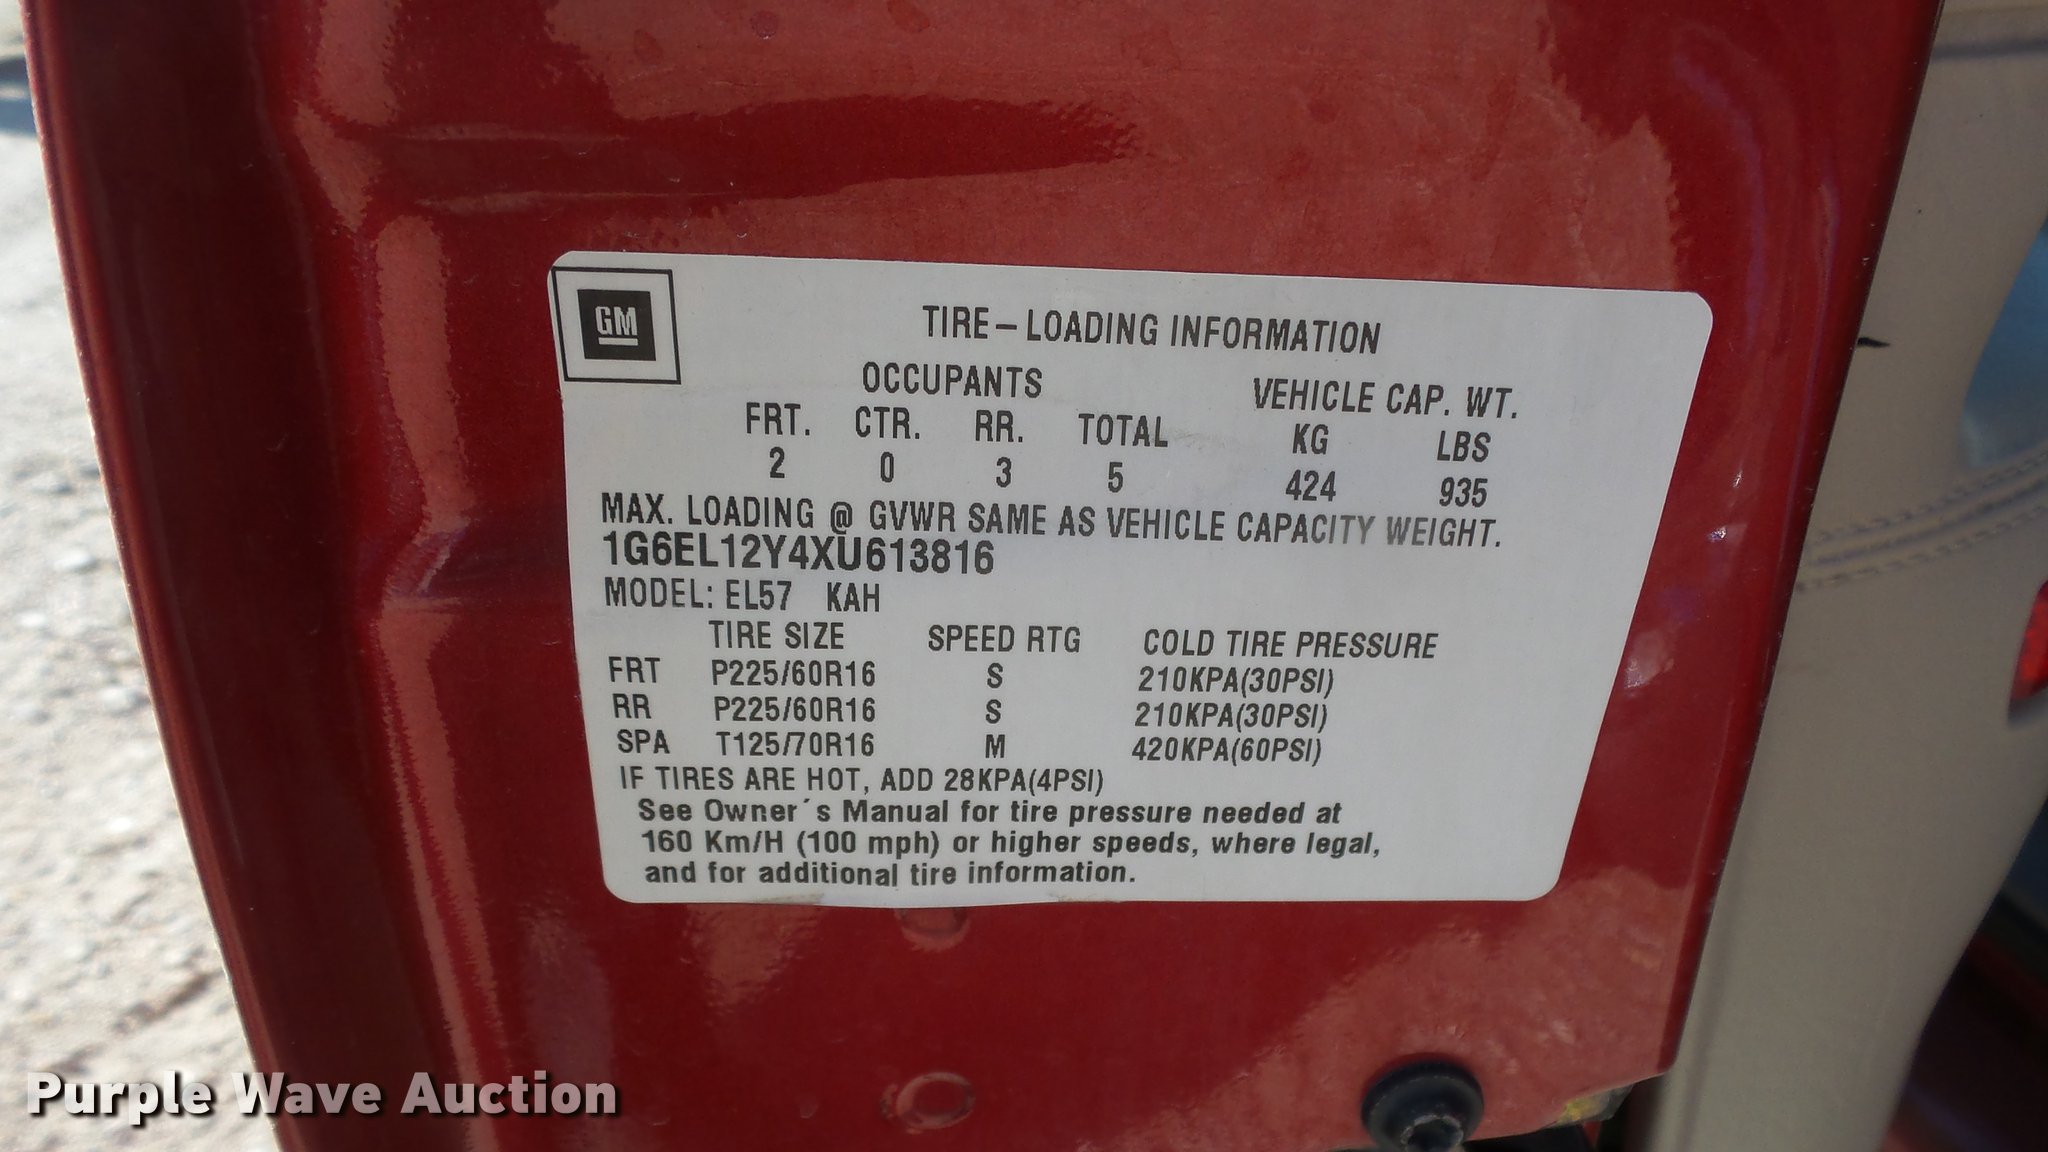 GM
TIRE-LOADING INFORMATION
OCCUPANTS VEHICLE CAP. WT.
FRT. CTR. RR. TOTAL KG LBS
2 0 3 5 424 935
MAX. LOADING @ GVWR SAME AS VEHICLE CAPACITY WEIGHT.
1G6EL12Y4XU613816
MODEL: EL57 KAH
TIRE SIZE SPEED RTG COLD TIRE PRESSURE
FRT P225/60R16 S 210KPA(30PSI)
RR P225/60R16 S 210KPA(30PSI)
SPA T125/70R16 M 420KPA(60PSI)
IF TIRES ARE HOT, ADD 28KPA(4PSI)
See Owner´s Manual for tire pressure needed at
160 Km/H (100 mph) or higher speeds, where legal,
and for additional tire information.
Purple Wave Auction